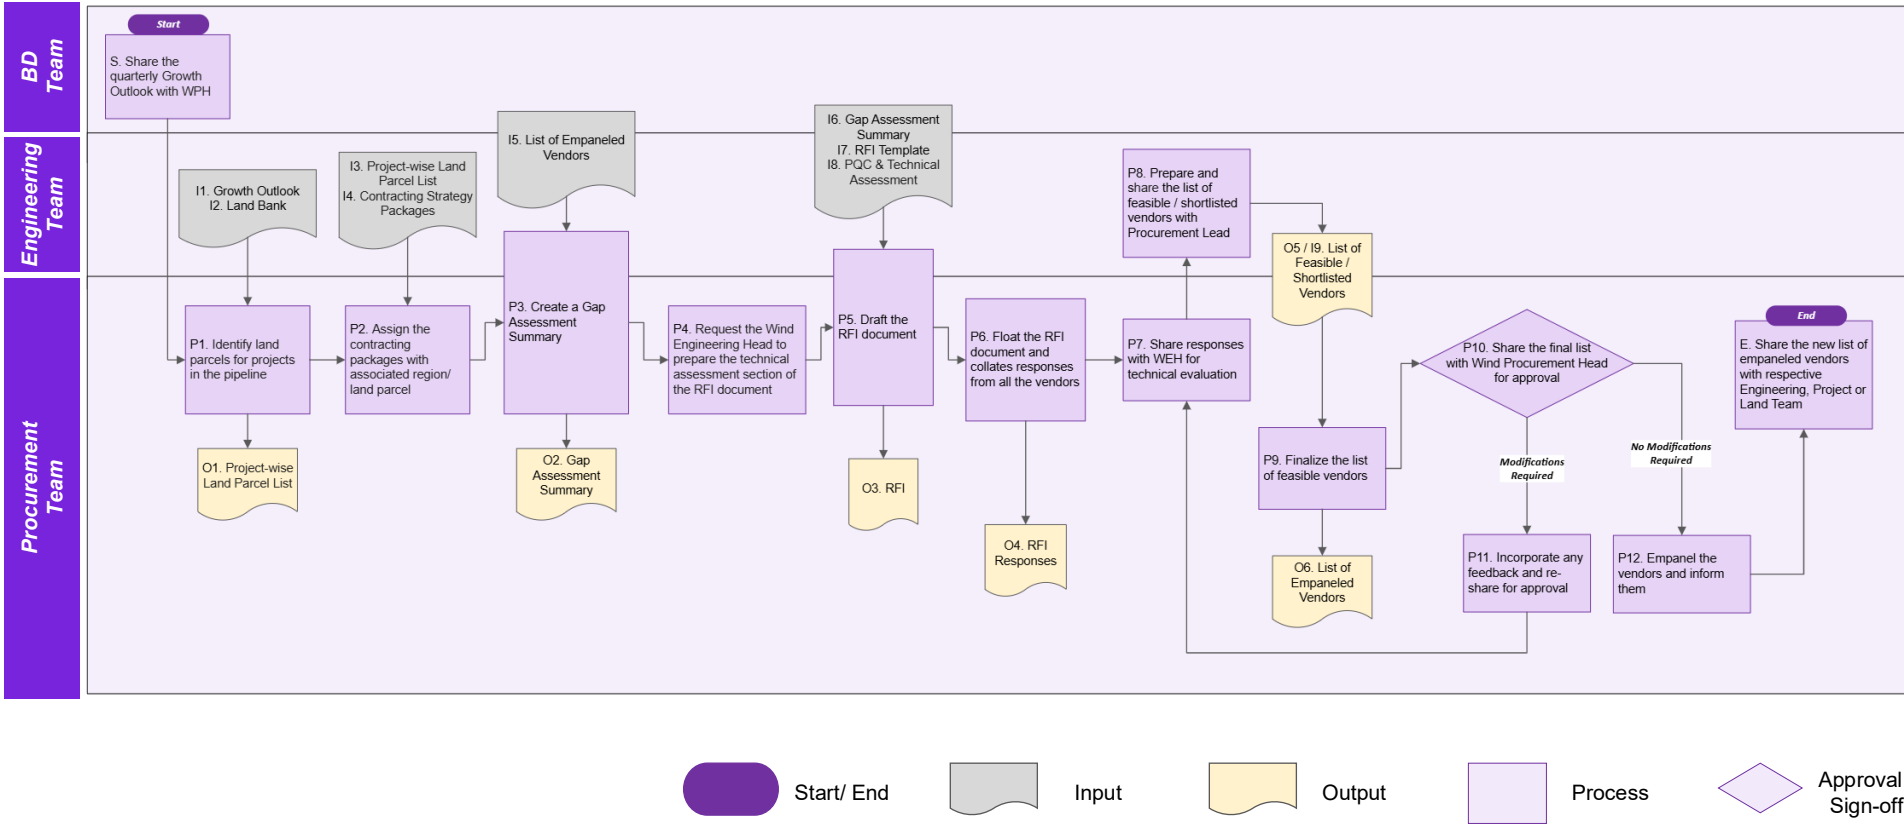 BD
Team
Start
S. Share the
quarterly Growth
Outlook with WPH
Engineering
Team
I1. Growth Outlook
I2. Land Bank
I3. Project-wise Land
Parcel List
I4. Contracting Strategy
Packages
I5. List of Empaneled
Vendors
I6. Gap Assessment
Summary
I7. RFI Template
I8. PQC & Technical
Assessment
P8. Prepare and
share the list of
feasible / shortlisted
vendors with
Procurement Lead
O5 / I9. List of
Feasible /
Shortlisted
Vendors
Procurement
Team
P1. Identify land
parcels for projects
in the pipeline
P2. Assign the
contracting
packages with
associated region/
land parcel
P3. Create a Gap
Assessment
Summary
P4. Request the Wind
Engineering Head to
prepare the technical
assessment section of
the RFI document
P5. Draft the
RFI document
P6. Float the RFI
document and
collates responses
from all the vendors
P7. Share responses
with WEH for
technical evaluation
P9. Finalize the list
of feasible vendors
P10. Share the final list
with Wind Procurement Head
for approval
End
E. Share the new list of
empaneled vendors
with respective
Engineering, Project or
Land Team
Modifications
Required
No Modifications
Required
P11. Incorporate any
feedback and re-
share for approval
P12. Empanel the
vendors and inform
them
O1. Project-wise
Land Parcel List
O2. Gap
Assessment
Summary
O3. RFI
O4. RFI
Responses
O6. List of
Empaneled
Vendors
Start/ End
Input
Output
Process
Approval
Sign-off